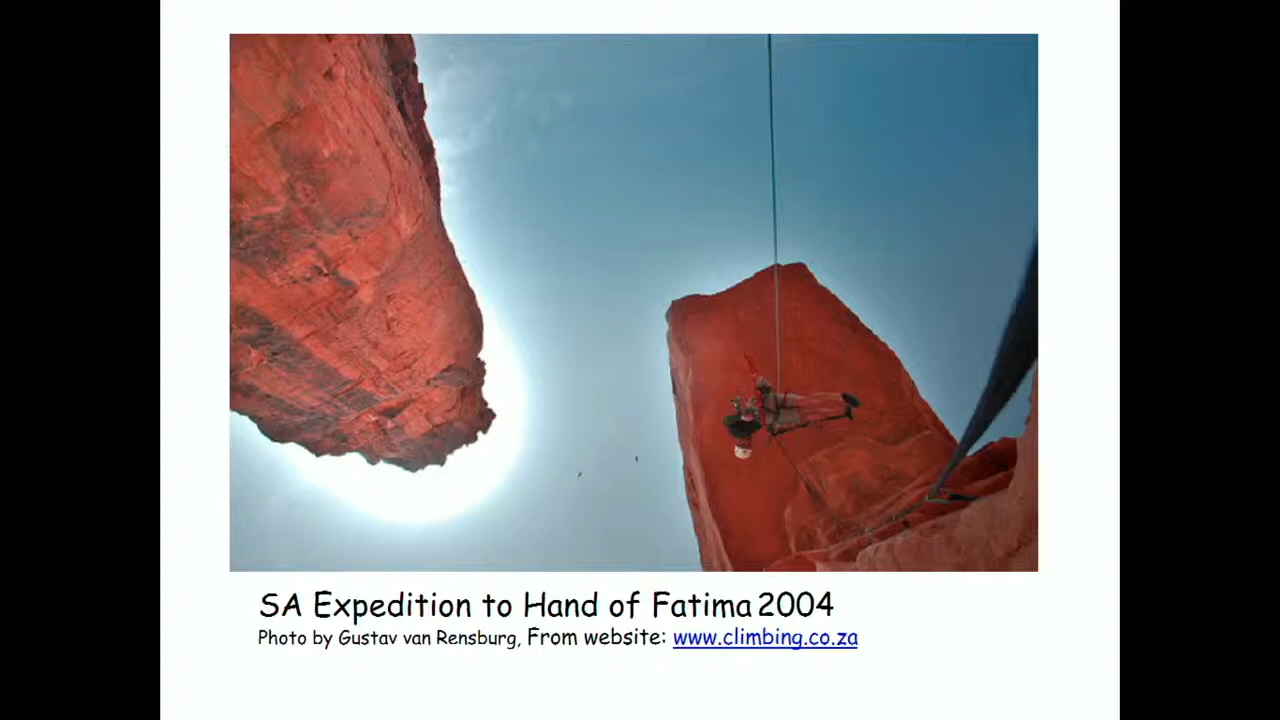 SA Expedition to Hand of Fatima 2004
Photo by Gustav van Rensburg, From website: www.climbing.co.za